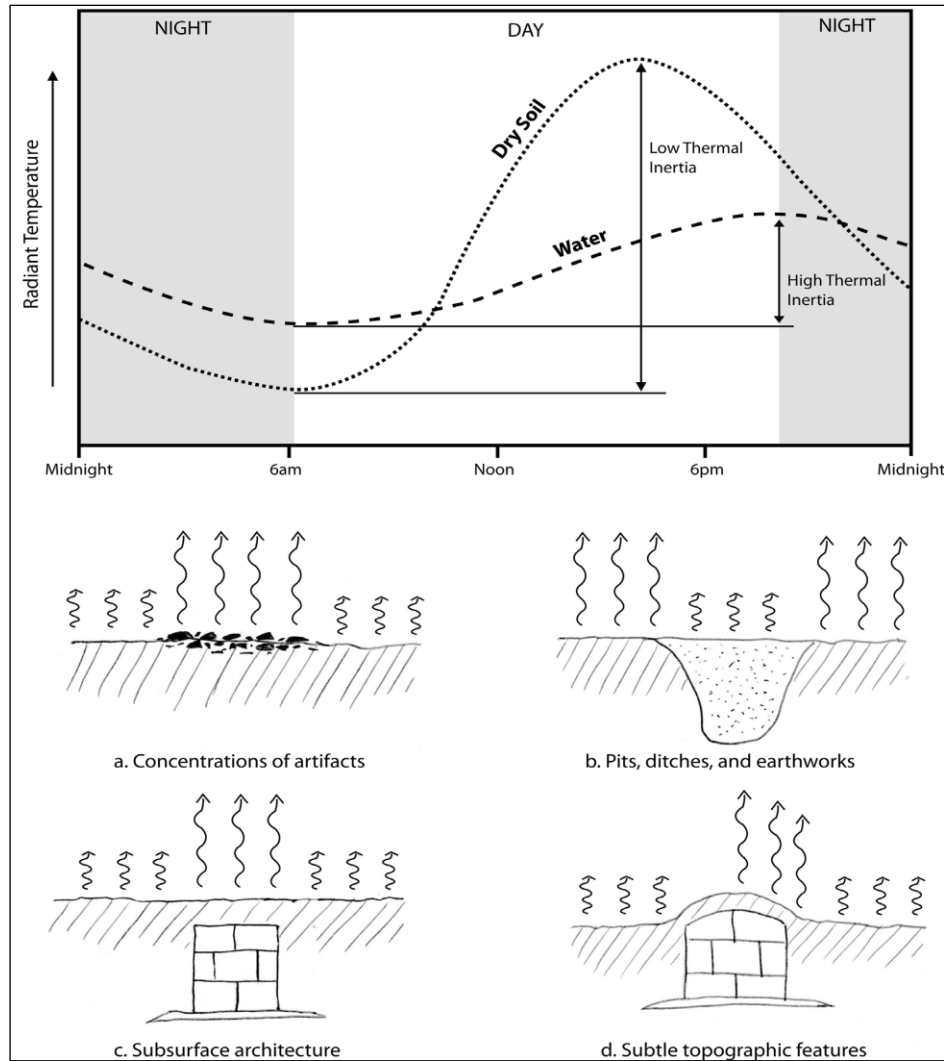 NIGHT
DAY
NIGHT
Radiant Temperature
Dry Soil
Water
Low Thermal
Inertia
High Thermal
Inertia
Midnight
6am
Noon
6pm
Midnight
a. Concentrations of artifacts
b. Pits, ditches, and earthworks
c. Subsurface architecture
d. Subtle topographic features